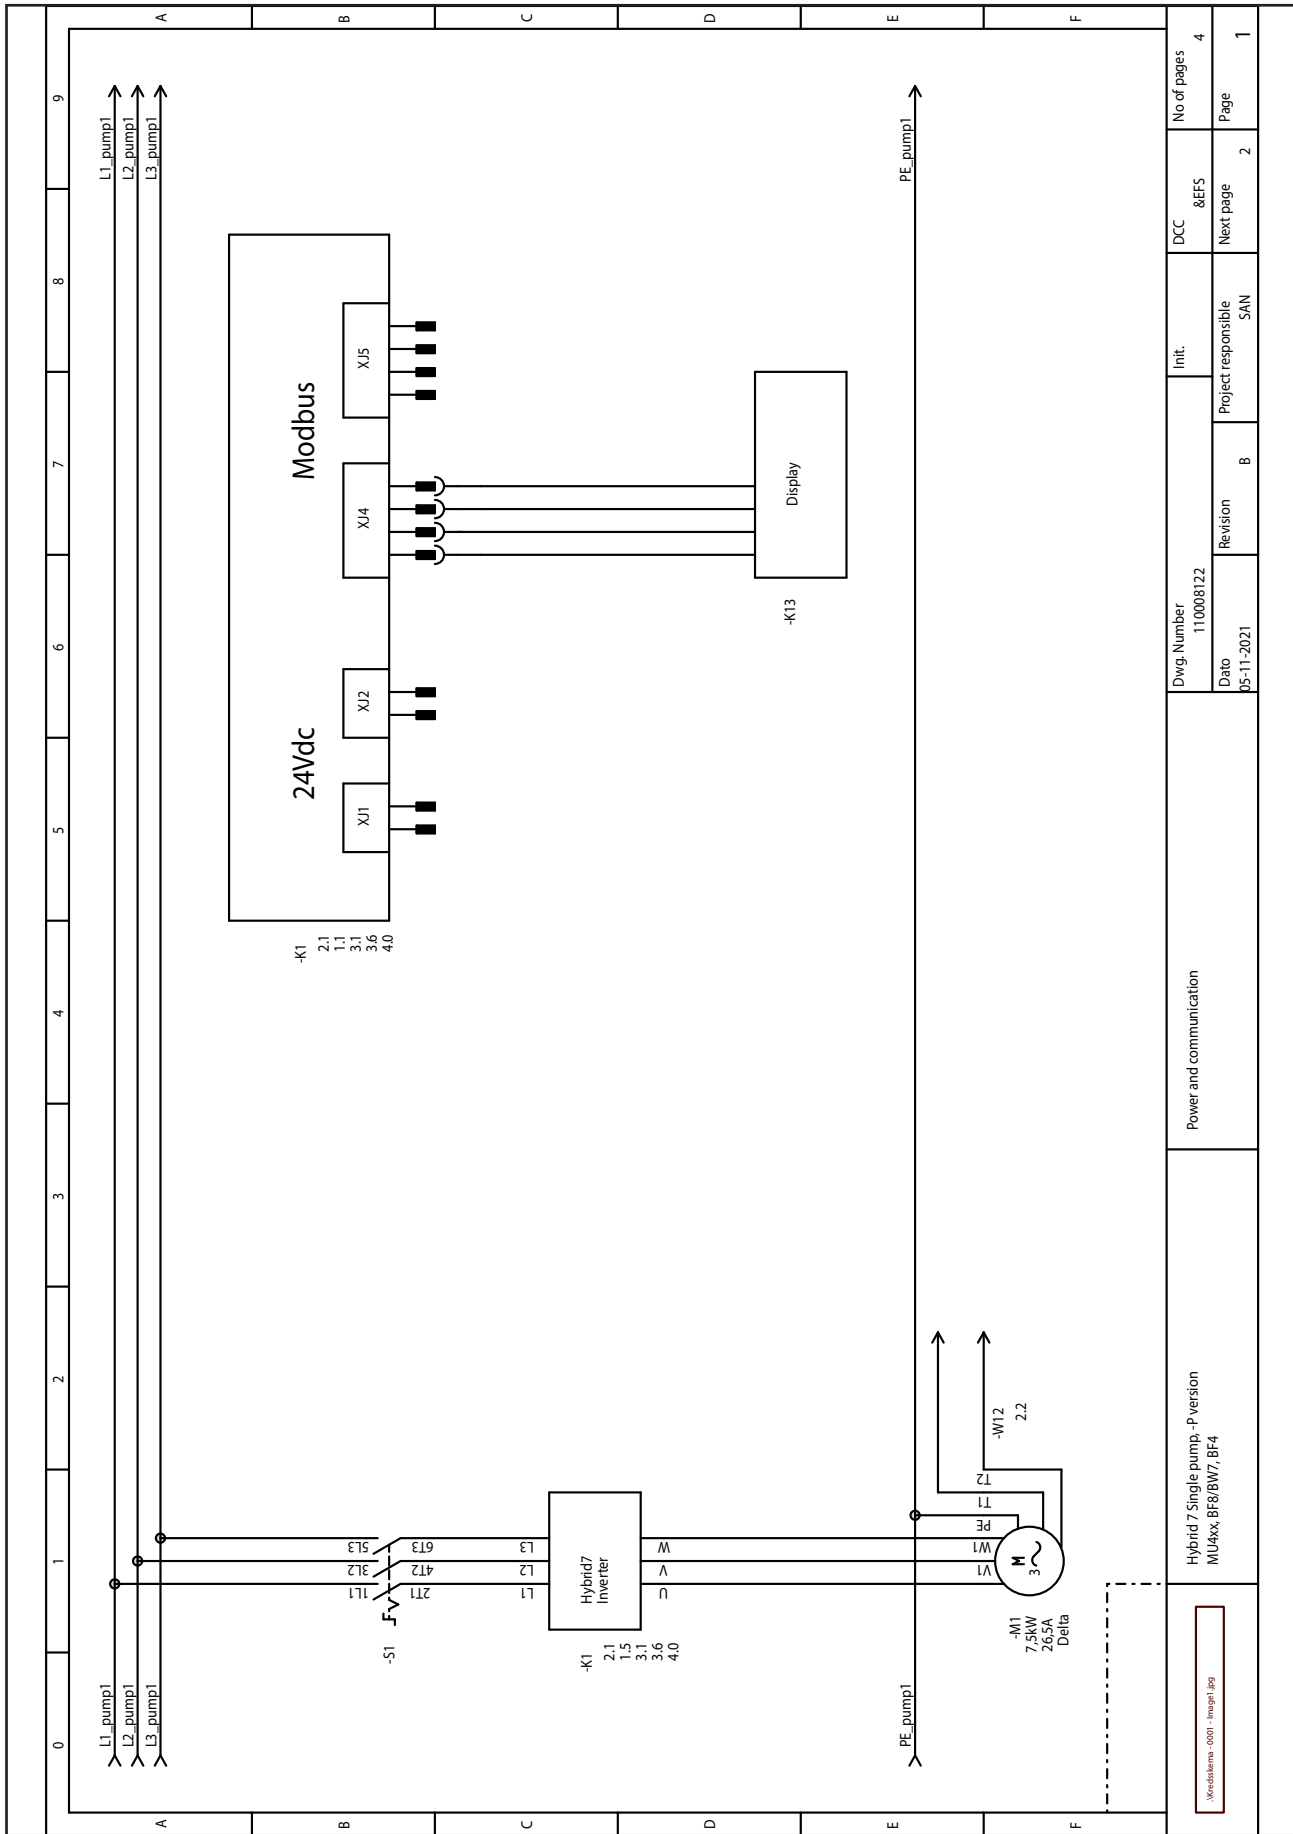 0 1 2 3 4 5 6 7 8 9
A
A
L1_pump1
L1_pump1
L2_pump1
L2_pump1
L3_pump1
L3_pump1
B
B
-K1
2.1
1.1
3.1
3.6
4.0
24Vdc
Modbus
XJ1
XJ2
XJ4
XJ5
-S1
1L1
3L2
5L3
2T1
4T2
6T3
C
C
L1
L2
L3
-K1
2.1
1.5
3.1
3.6
4.0
Hybrid7
Inverter
U
V
W
D
D
-K13
Display
E
E
PE_pump1
PE_pump1
V1
W1
PE
T1
T2
-W12
2.2
-M1
7,5kW
26,5A
Delta
M
3
F
F
.\Kredsskema - 0001 - Image1.jpg
Hybrid 7 Single pump, -P version
MU4xx, BF8/BW7, BF4
Power and communication
Dwg. Number
110008122
Init.
DCC
&EFS
No of pages
4
Dato
05-11-2021
Revision
B
Project responsible
SAN
Next page
2
Page
1